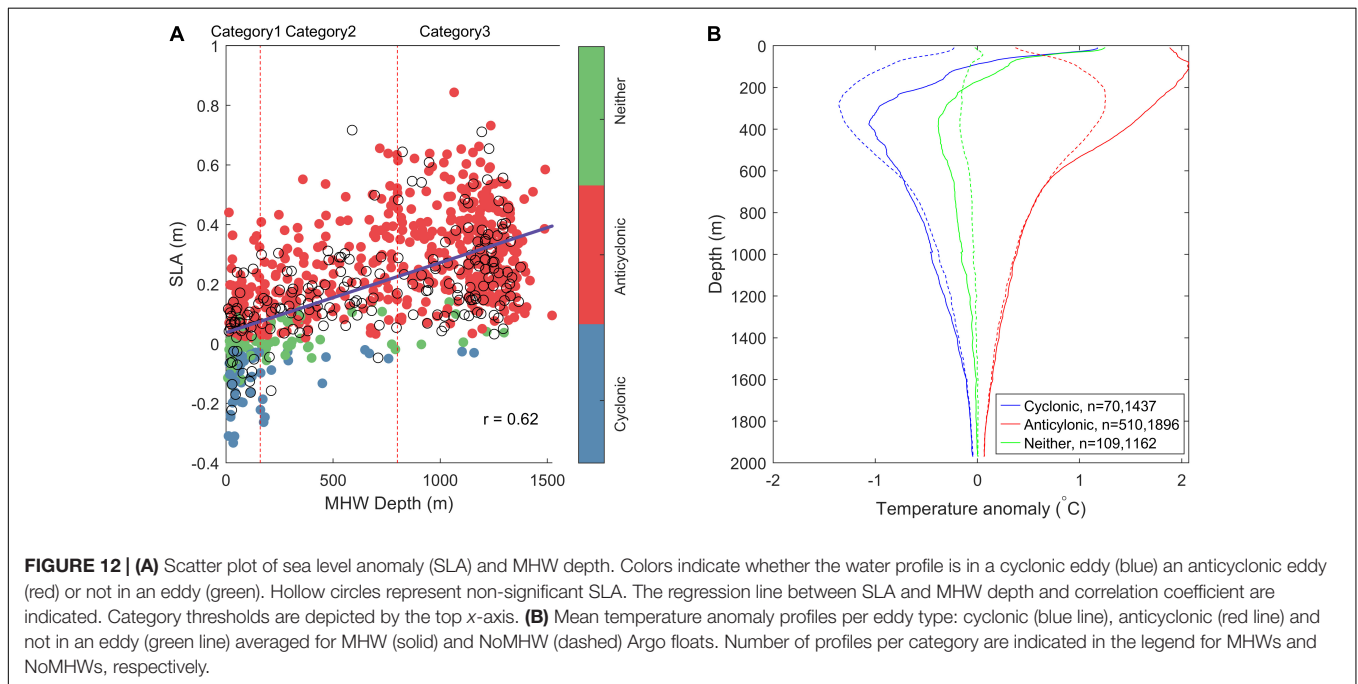 A
Category1 Category2 Category3
1
0.8
0.6
0.4
0.2
0
-0.2
-0.4
SLA (m)
r = 0.62
0 500 1000 1500
MHW Depth (m)
Neither
Anticyclonic
Cyclonic
B
0
200
400
600
800
1000
1200
1400
1600
1800
2000
Depth (m)
Cyclonic, n=70,1437
Anticylonic, n=510,1896
Neither, n=109,1162
-2 -1 0 1 2
Temperature anomaly (°C)
FIGURE 12 | (A) Scatter plot of sea level anomaly (SLA) and MHW depth. Colors indicate whether the water profile is in a cyclonic eddy (blue) an anticyclonic eddy
(red) or not in an eddy (green). Hollow circles represent non-significant SLA. The regression line between SLA and MHW depth and correlation coefficient are
indicated. Category thresholds are depicted by the top x-axis. (B) Mean temperature anomaly profiles per eddy type: cyclonic (blue line), anticyclonic (red line) and
not in an eddy (green line) averaged for MHW (solid) and NoMHW (dashed) Argo floats. Number of profiles per category are indicated in the legend for MHWs and
NoMHWs, respectively.